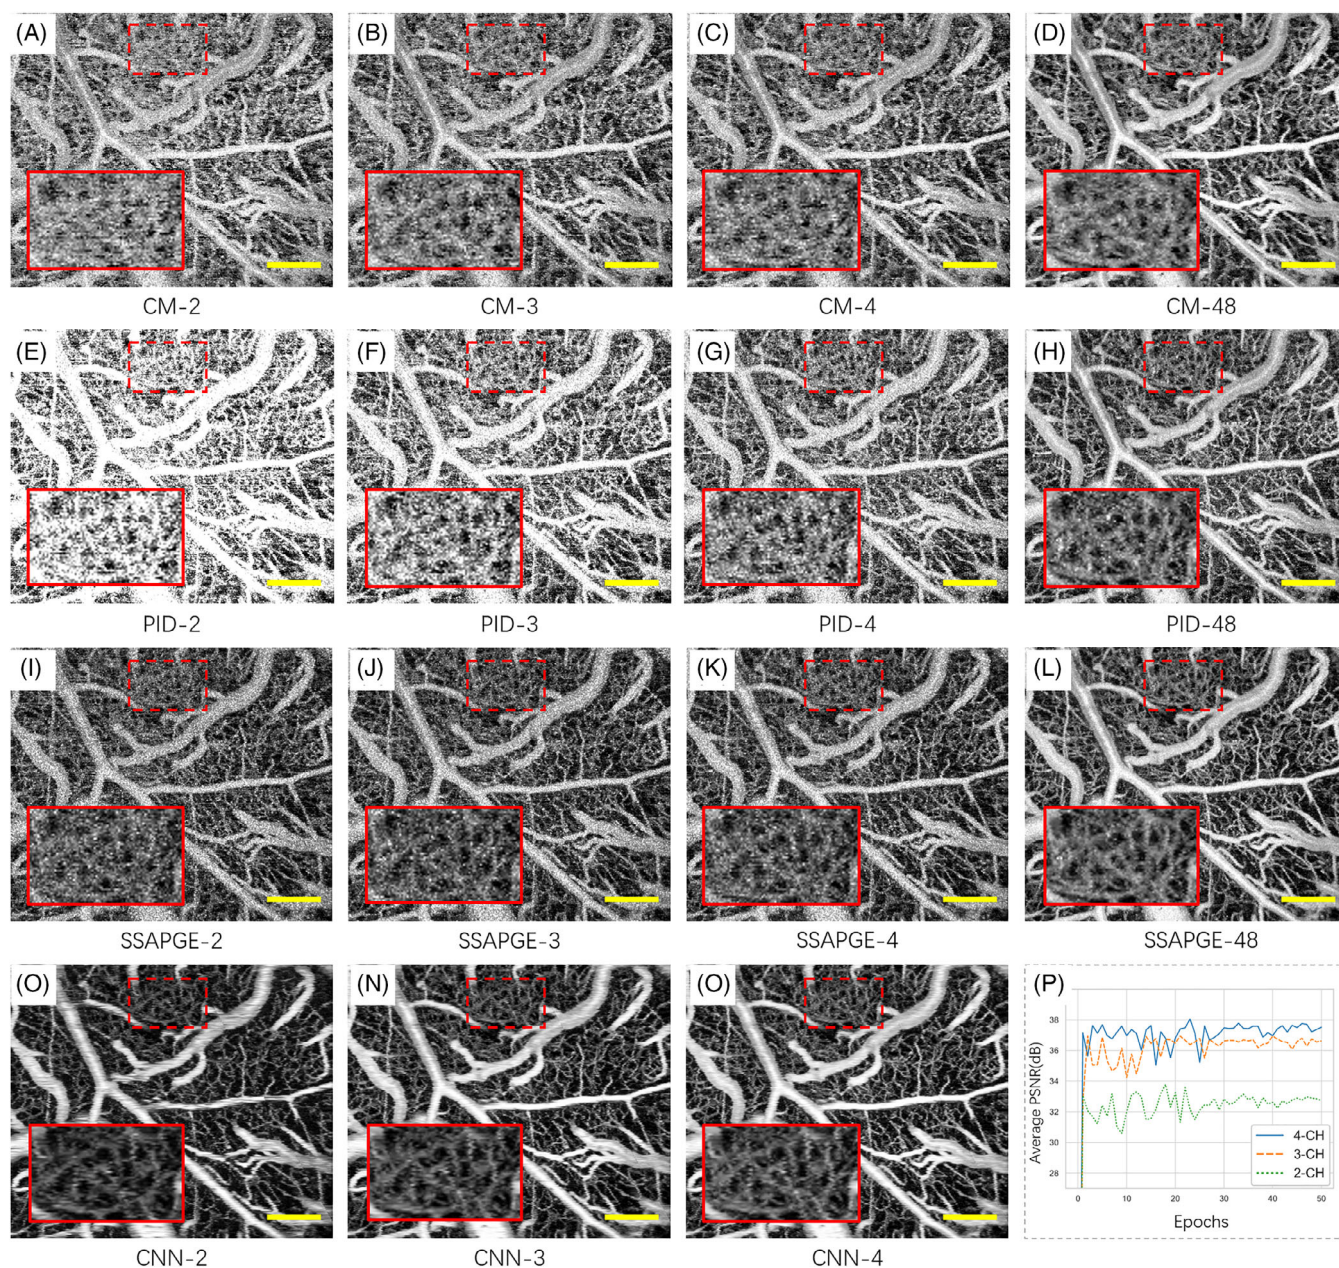 (A)
(B)
(C)
(D)
CM-2
CM-3
CM-4
CM-48
(E)
(F)
(G)
(H)
PID-2
PID-3
PID-4
PID-48
(I)
(J)
(K)
(L)
SSAPGE-2
SSAPGE-3
SSAPGE-4
SSAPGE-48
(O)
(N)
(O)
(P)
38
36
34
32
30
28
Average PSNR(dB)
4-CH
3-CH
2-CH
0 10 20 30 40 50
Epochs
CNN-2
CNN-3
CNN-4